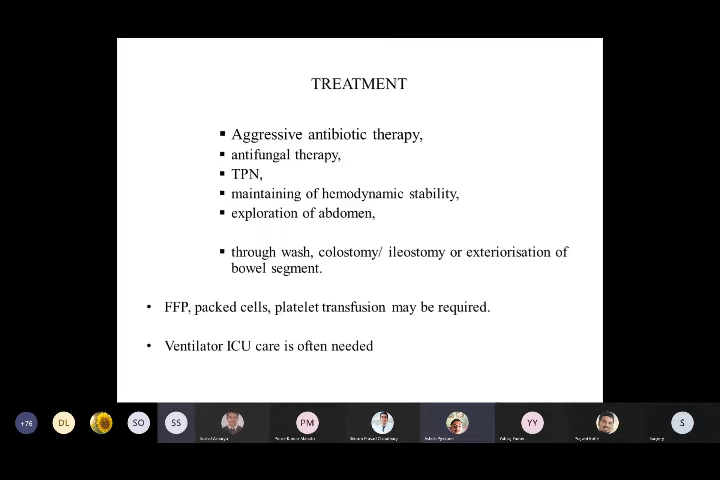 TREATMENT
Aggressive antibiotic therapy,
antifungal therapy,
TPN,
maintaining of hemodynamic stability,
exploration of abdomen,
through wash, colostomy/ ileostomy or exteriorisation of
bowel segment.
FFP, packed cells, platelet transfusion may be required.
Ventilator ICU care is often needed
+76
DL
SO
SS
PM
YY
S
Surgery